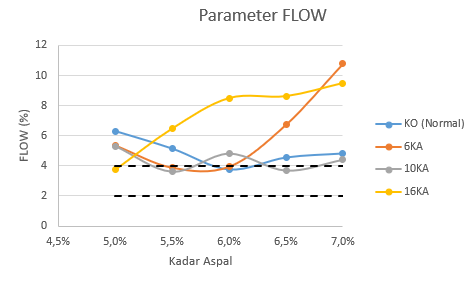 Parameter FLOW
12
10
8
6
4
2
0
FLOW (%)
4,5%
5,0%
5,5%
6,0%
6,5%
7,0%
Kadar Aspal
KO (Normal)
6KA
10KA
16KA